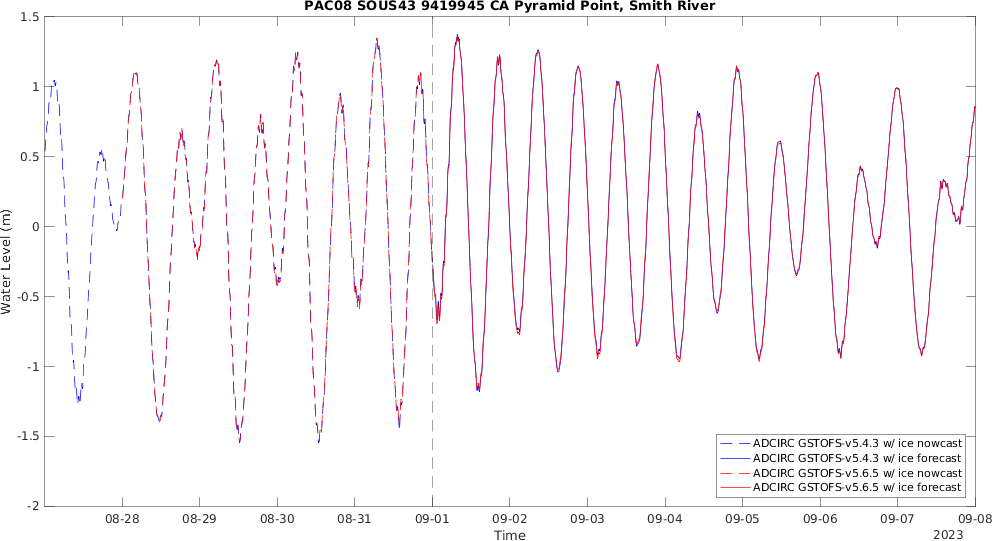 PAC08 SOUS43 9419945 CA Pyramid Point, Smith River
Water Level (m)
1.5
1
0.5
0
-0.5
-1
-1.5
-2
08-28 08-29 08-30 08-31 09-01 09-02 09-03 09-04 09-05 09-06 09-07 09-08
Time
2023
ADCIRC GSTOFS-v5.4.3 w/ ice nowcast
ADCIRC GSTOFS-v5.4.3 w/ ice forecast
ADCIRC GSTOFS-v5.6.5 w/ ice nowcast
ADCIRC GSTOFS-v5.6.5 w/ ice forecast